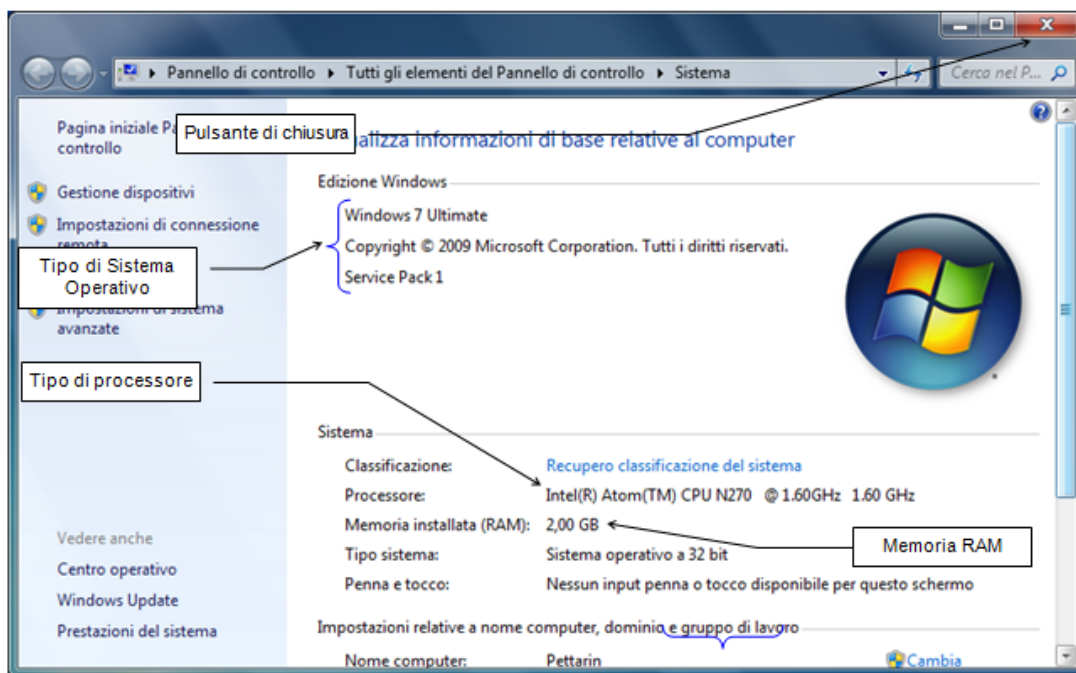 Pannello di controllo Tutti gli elementi del Pannello di controllo Sistema
Cerca nel P...
Pagina iniziale
controllo
Gestione dispositivi
Impostazioni di connessione
remota
Impostazioni di sistema
avanzate
Vedere anche
Centro operativo
Windows Update
Prestazioni del sistema
Pulsante di chiusura
Tipo di Sistema
Operativo
Tipo di processore
alizza informazioni di base relative al computer
Edizione Windows
Windows 7 Ultimate
Copyright © 2009 Microsoft Corporation. Tutti i diritti riservati.
Service Pack 1
Sistema
Classificazione: Recupero classificazione del sistema
Processore: Intel(R) Atom(TM) CPU N270 @ 1.60GHz 1.60 GHz
Memoria installata (RAM): 2,00 GB
Memoria RAM
Tipo sistema: Sistema operativo a 32 bit
Penna e tocco: Nessun input penna o tocco disponibile per questo schermo
Impostazioni relative a nome computer, dominio e gruppo di lavoro
Nome computer: Pettarin Cambia